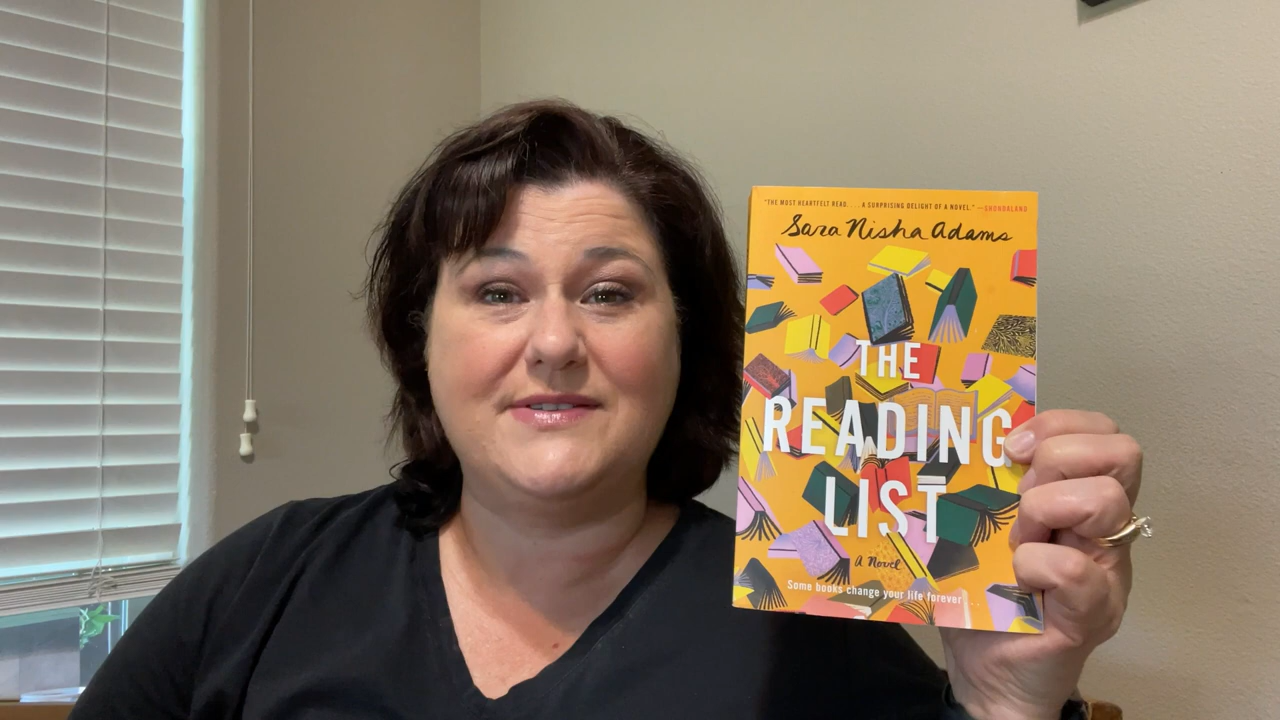 "THE MOST HEARTFELT READ. . . . A SURPRISING DELIGHT OF A NOVEL." —SHONDALAND
Sara Nisha Adams
THE
READING
LIST
A Novel
Some books change your life forever . . .